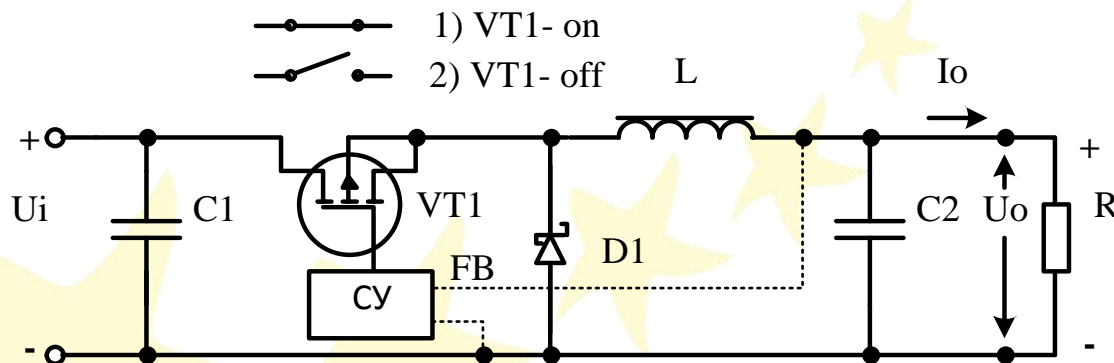 1) VT1- on
2) VT1- off
L
Io
+
+
Ui
C1
VT1
C2
Uo
R
D1
FB
СУ
-
-